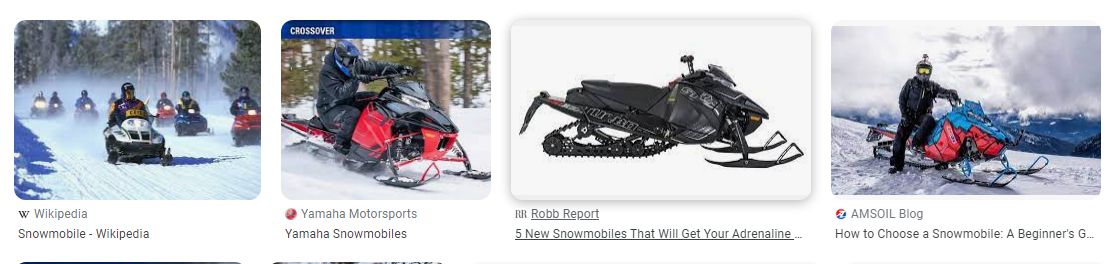 CROSSOVER
W Wikipedia
Snowmobile - Wikipedia
Yamaha Motorsports
Yamaha Snowmobiles
RR Robb Report
5 New Snowmobiles That Will Get Your Adrenaline ...
AMSOIL Blog
How to Choose a Snowmobile: A Beginner's G...